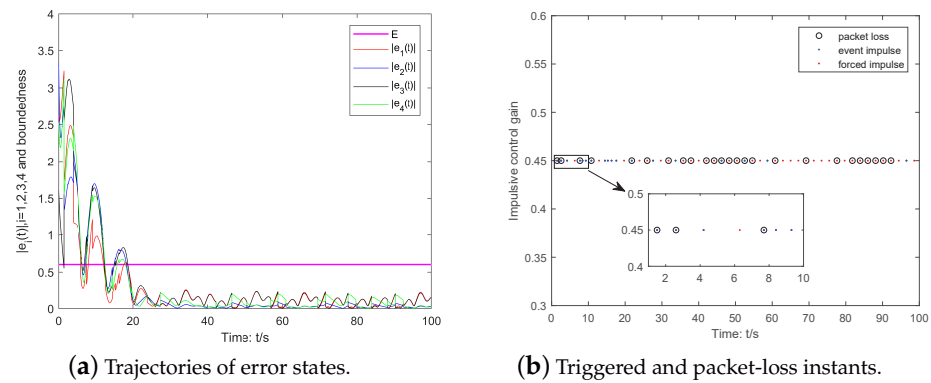 4
3.5
3
2.5
2
1.5
1
0.5
0
0 20 40 60 80 100
|e_i(t)|,i=1,2,3,4 and boundedness
Time: t/s
E
|e_1(t)|
|e_2(t)|
|e_3(t)|
|e_4(t)|
(a) Trajectories of error states.
0.6
0.55
0.5
0.45
0.4
0.35
0.3
0 10 20 30 40 50 60 70 80 90 100
Impulsive control gain
Time: t/s
packet loss
event impulse
forced impulse
0.5
0.45
0.4
2 4 6 8 10
(b) Triggered and packet-loss instants.